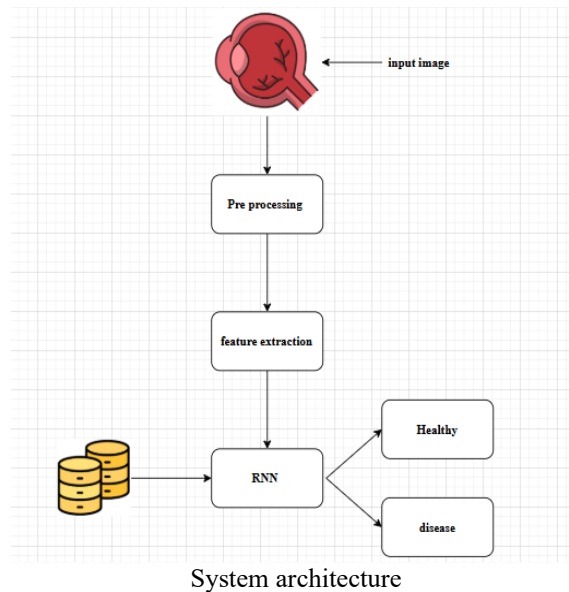 input image
Pre processing
feature extraction
Healthy
RNN
disease
System architecture